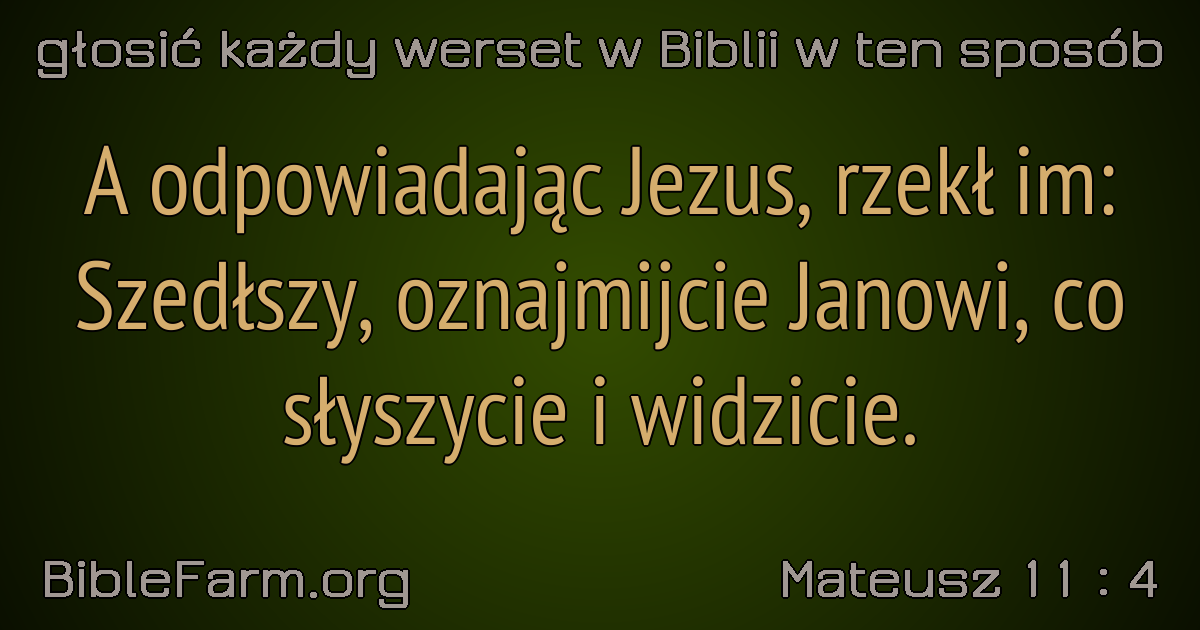 głosić każdy werset w Biblii w ten sposób
A odpowiadając Jezus, rzekł im:
Szedłszy, oznajmijcie Janowi, co
słyszycie i widzicie.
BibleFarm.org
Mateusz 11 : 4